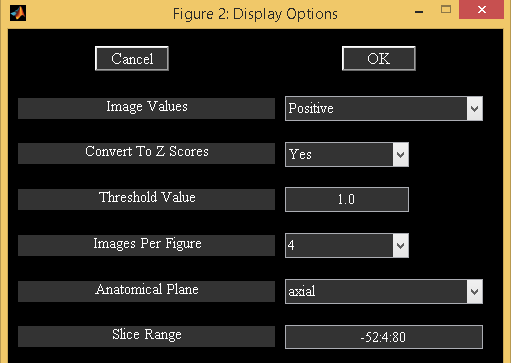 Figure 2: Display Options
Cancel OK
Image Values Positive
Convert To Z Scores Yes
Threshold Value 1.0
Images Per Figure 4
Anatomical Plane axial
Slice Range -52:4:80